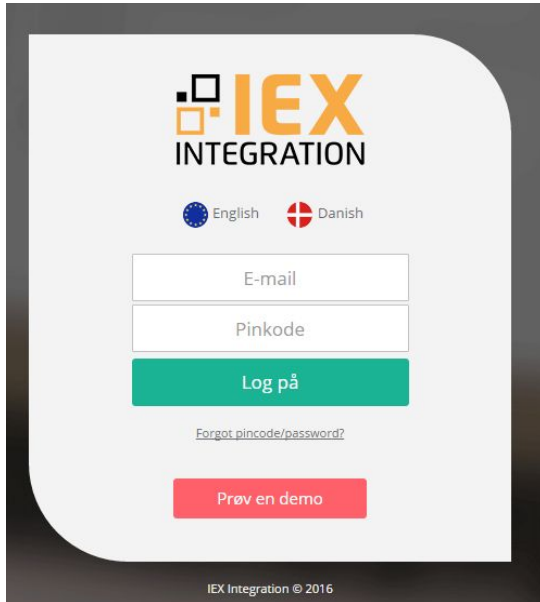 IEX
INTEGRATION
English Danish
E-mail
Pinkode
Log på
Forgot pincode/password?
Prøv en demo
IEX Integration © 2016